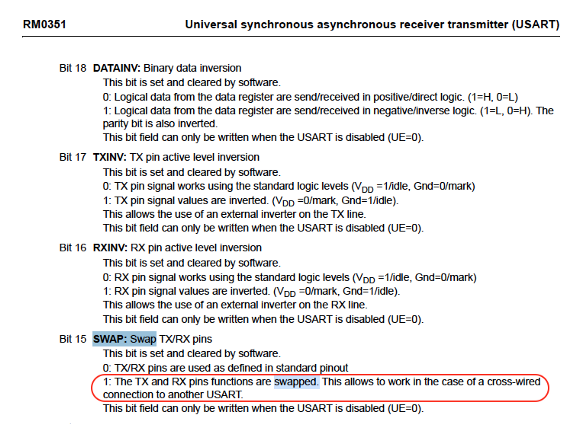 RM0351 Universal synchronous asynchronous receiver transmitter (USART)
Bit 18 DATAINV: Binary data inversion
This bit is set and cleared by software.
0: Logical data from the data register are send/received in positive/direct logic. (1=H, 0=L)
1: Logical data from the data register are send/received in negative/inverse logic. (1=L, 0=H). The
parity bit is also inverted.
This bit field can only be written when the USART is disabled (UE=0).
Bit 17 TXINV: TX pin active level inversion
This bit is set and cleared by software.
0: TX pin signal works using the standard logic levels (VDD =1/idle, Gnd=0/mark)
1: TX pin signal values are inverted. (VDD =0/mark, Gnd=1/idle).
This allows the use of an external inverter on the TX line.
This bit field can only be written when the USART is disabled (UE=0).
Bit 16 RXINV: RX pin active level inversion
This bit is set and cleared by software.
0: RX pin signal works using the standard logic levels (VDD =1/idle, Gnd=0/mark)
1: RX pin signal values are inverted. (VDD =0/mark, Gnd=1/idle).
This allows the use of an external inverter on the RX line.
This bit field can only be written when the USART is disabled (UE=0).
Bit 15 SWAP: Swap TX/RX pins
This bit is set and cleared by software.
0: TX/RX pins are used as defined in standard pinout
1: The TX and RX pins functions are swapped. This allows to work in the case of a cross-wired
connection to another USART.
This bit field can only be written when the USART is disabled (UE=0).